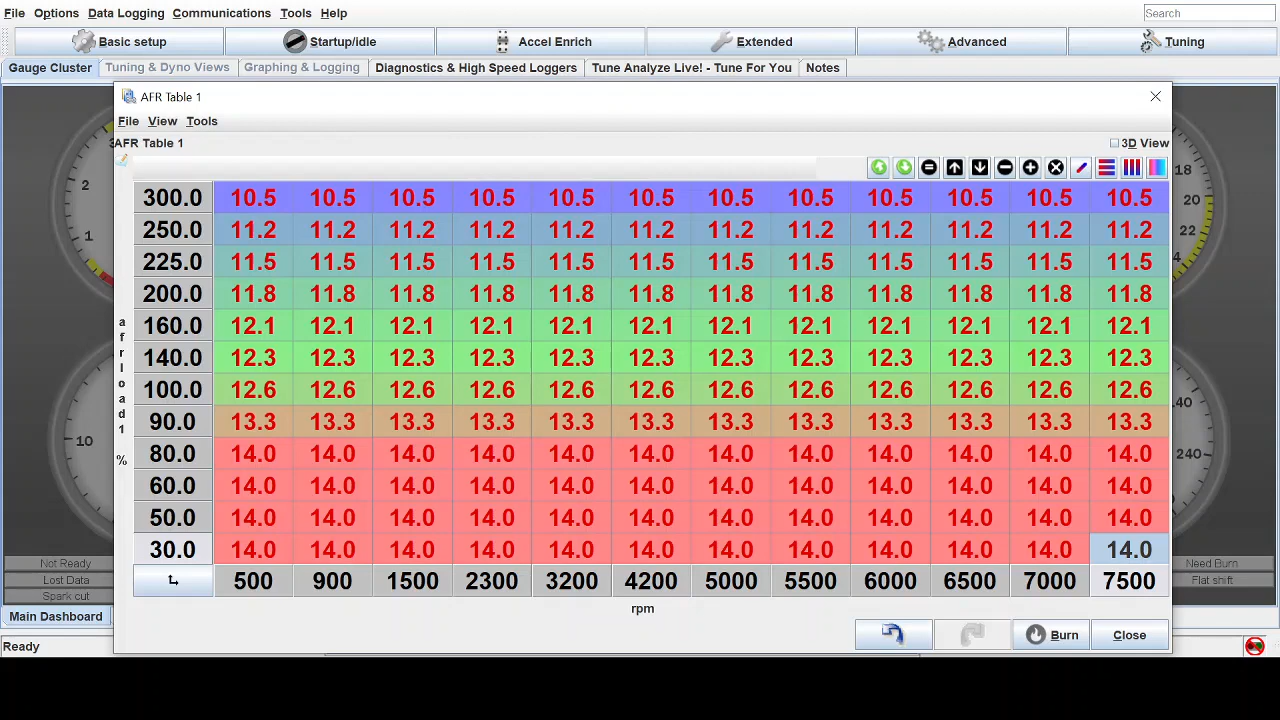 File Options Data Logging Communications Tools Help Search
Basic setup Startup/idle Accel Enrich Extended Advanced Tuning
Gauge Cluster Tuning & Dyno Views Graphing & Logging Diagnostics & High Speed Loggers Tune Analyze Live! - Tune For You Notes
AFR Table 1
File View Tools
AFR Table 1 3D View
300.0 10.5 10.5 10.5 10.5 10.5 10.5 10.5 10.5 10.5 10.5 10.5 10.5
250.0 11.2 11.2 11.2 11.2 11.2 11.2 11.2 11.2 11.2 11.2 11.2 11.2
225.0 11.5 11.5 11.5 11.5 11.5 11.5 11.5 11.5 11.5 11.5 11.5 11.5
200.0 11.8 11.8 11.8 11.8 11.8 11.8 11.8 11.8 11.8 11.8 11.8 11.8
160.0 12.1 12.1 12.1 12.1 12.1 12.1 12.1 12.1 12.1 12.1 12.1 12.1
140.0 12.3 12.3 12.3 12.3 12.3 12.3 12.3 12.3 12.3 12.3 12.3 12.3
100.0 12.6 12.6 12.6 12.6 12.6 12.6 12.6 12.6 12.6 12.6 12.6 12.6
90.0 13.3 13.3 13.3 13.3 13.3 13.3 13.3 13.3 13.3 13.3 13.3 13.3
80.0 14.0 14.0 14.0 14.0 14.0 14.0 14.0 14.0 14.0 14.0 14.0 14.0
60.0 14.0 14.0 14.0 14.0 14.0 14.0 14.0 14.0 14.0 14.0 14.0 14.0
50.0 14.0 14.0 14.0 14.0 14.0 14.0 14.0 14.0 14.0 14.0 14.0 14.0
30.0 14.0 14.0 14.0 14.0 14.0 14.0 14.0 14.0 14.0 14.0 14.0 14.0
500 900 1500 2300 3200 4200 5000 5500 6000 6500 7000 7500
afrload1 %
rpm
Burn Close
2
1
10
18
20
22
4
40
240
Not Ready
Lost Data
Spark cut
Need Burn
Flat shift
Main Dashboard
Ready